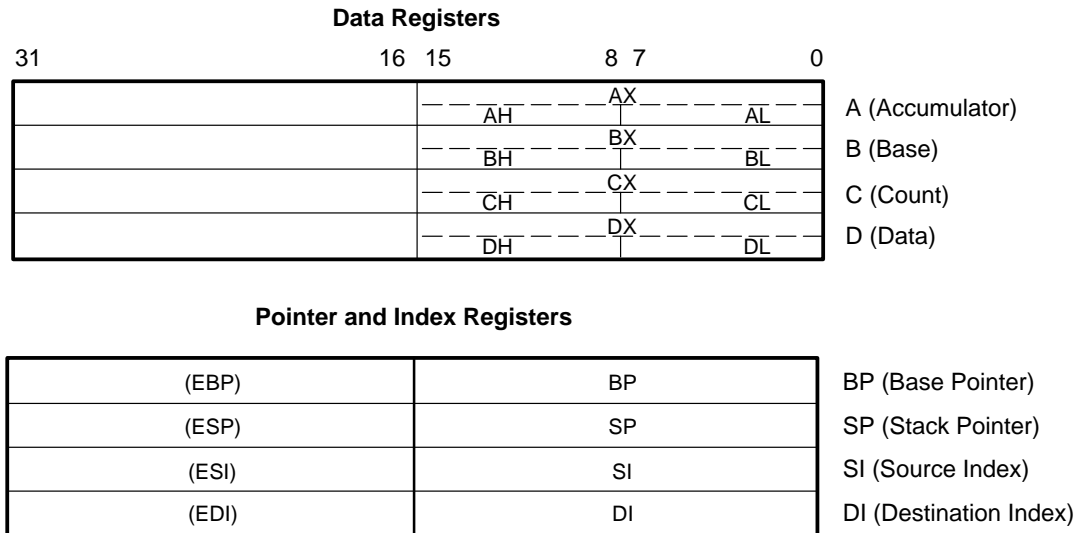 Data Registers
31 16 15 8 7 0
AX
AH AL A (Accumulator)
BX
BH BL B (Base)
CX
CH CL C (Count)
DX
DH DL D (Data)
Pointer and Index Registers
(EBP) BP BP (Base Pointer)
(ESP) SP SP (Stack Pointer)
(ESI) SI SI (Source Index)
(EDI) DI DI (Destination Index)